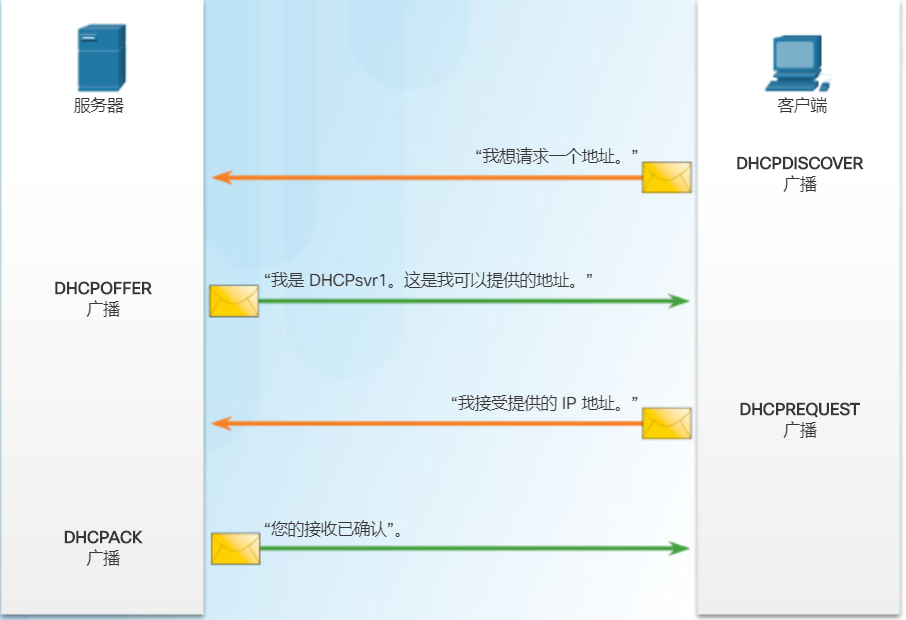 服务器
客户端
“我想请求一个地址。”
DHCPDISCOVER
广播
“我是 DHCPsvr1。这是我可以提供的地址。”
DHCPOFFER
广播
“我接受提供的 IP 地址。”
DHCPREQUEST
广播
“您的接收已确认”。
DHCPACK
广播